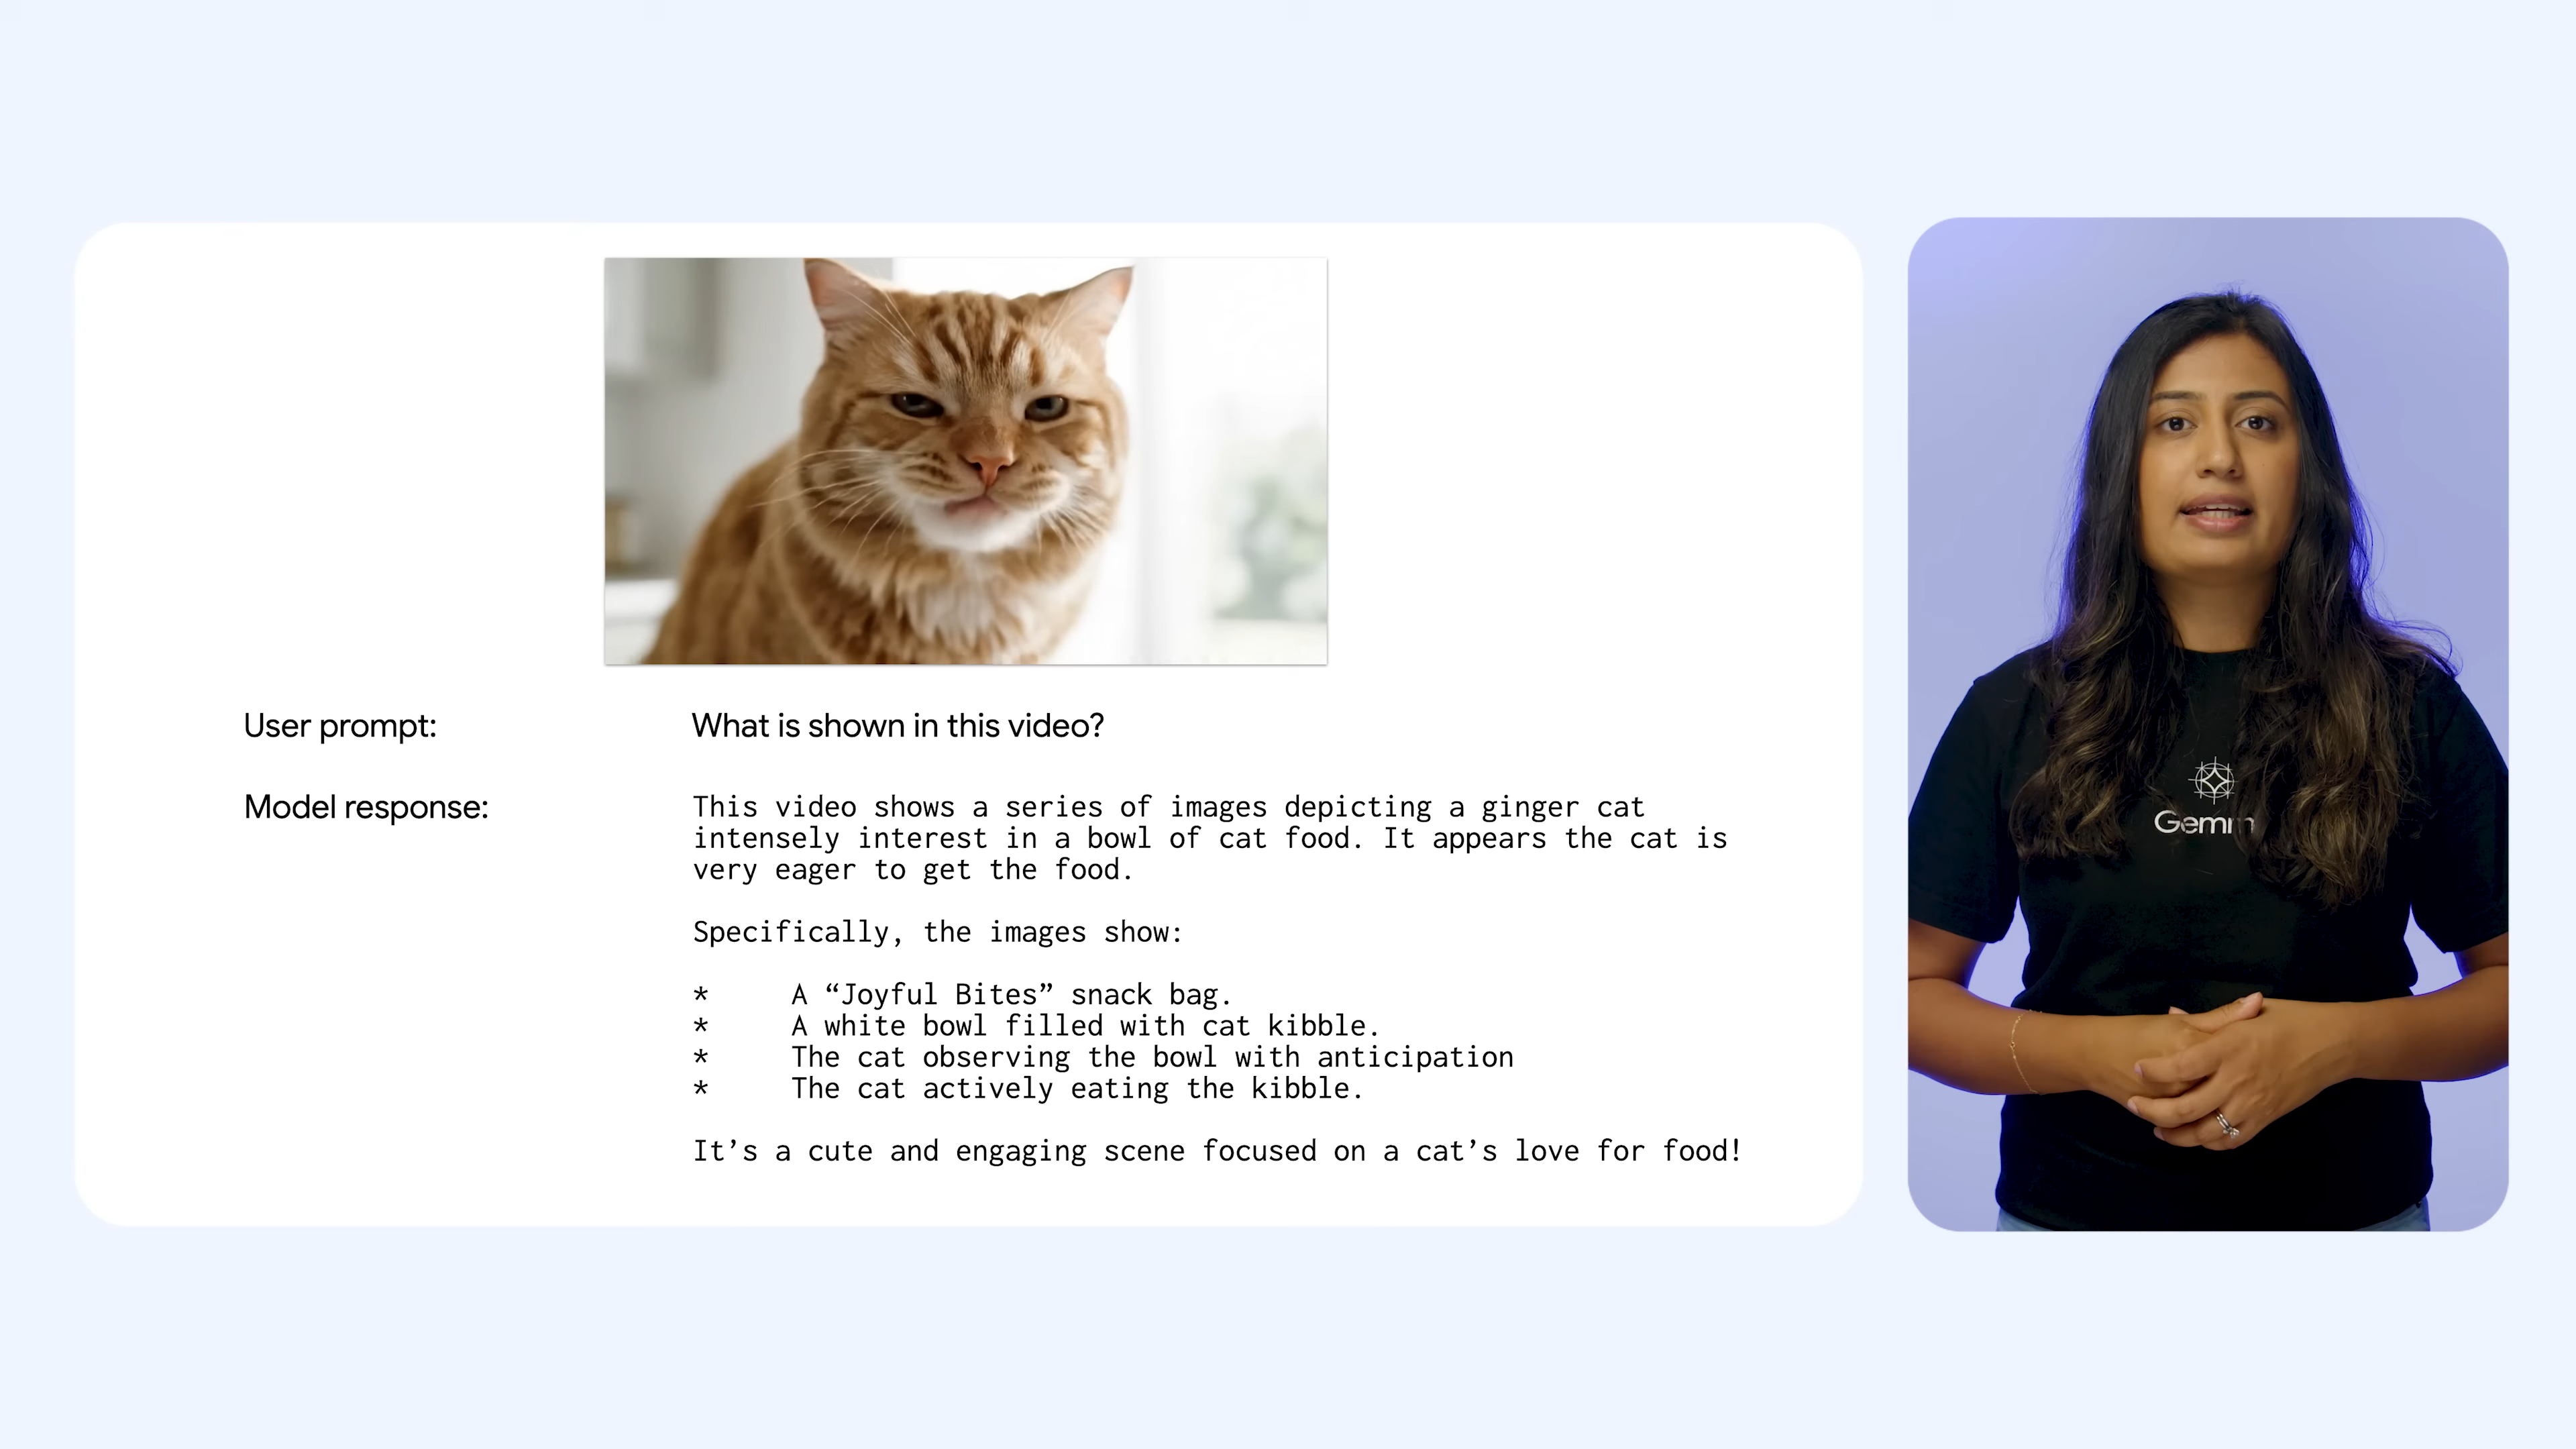 User prompt:
What is shown in this video?
Model response:
This video shows a series of images depicting a ginger cat
intensely interest in a bowl of cat food. It appears the cat is
very eager to get the food.
Specifically, the images show:
* A “Joyful Bites” snack bag.
* A white bowl filled with cat kibble.
* The cat observing the bowl with anticipation
* The cat actively eating the kibble.
It’s a cute and engaging scene focused on a cat’s love for food!